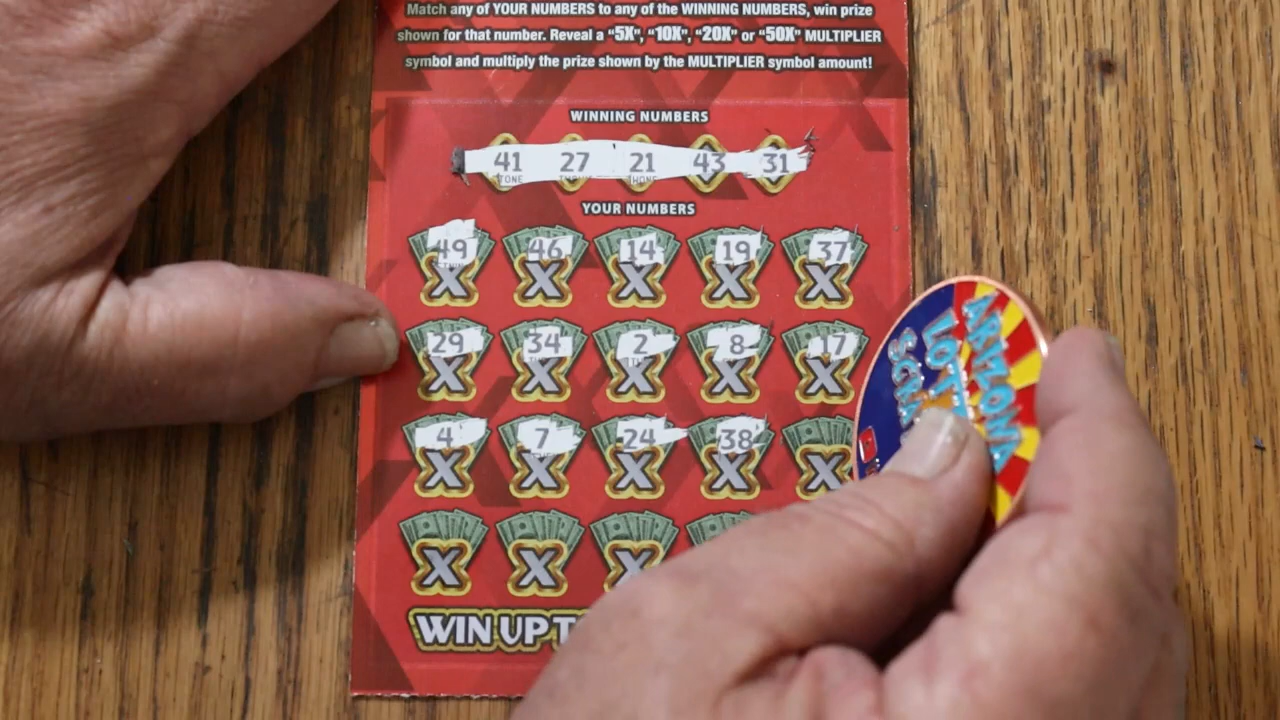 Match any of YOUR NUMBERS to any of the WINNING NUMBERS, win prize
shown for that number. Reveal a "5X", "10X", "20X" or "50X" MULTIPLIER
symbol and multiply the prize shown by the MULTIPLIER symbol amount!
WINNING NUMBERS
41 27 21 43 31
YOUR NUMBERS
49 46 14 19 37
X X X X X
29 34 2 8 17
X X X X X
4 7 24 38
X X X X X
X X X
WIN UP T
ARIZONA